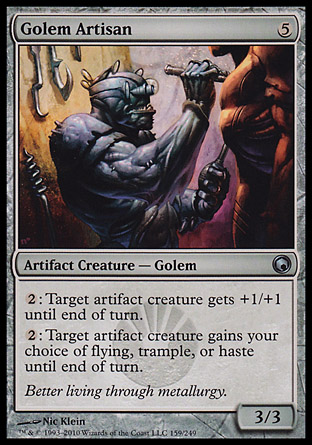 Golem Artisan 5
Artifact Creature — Golem
2: Target artifact creature gets +1/+1
until end of turn.
2: Target artifact creature gains your
choice of flying, trample, or haste
until end of turn.
Better living through metallurgy.
Nic Klein
™ & © 1993–2010 Wizards of the Coast LLC 159/249
3/3